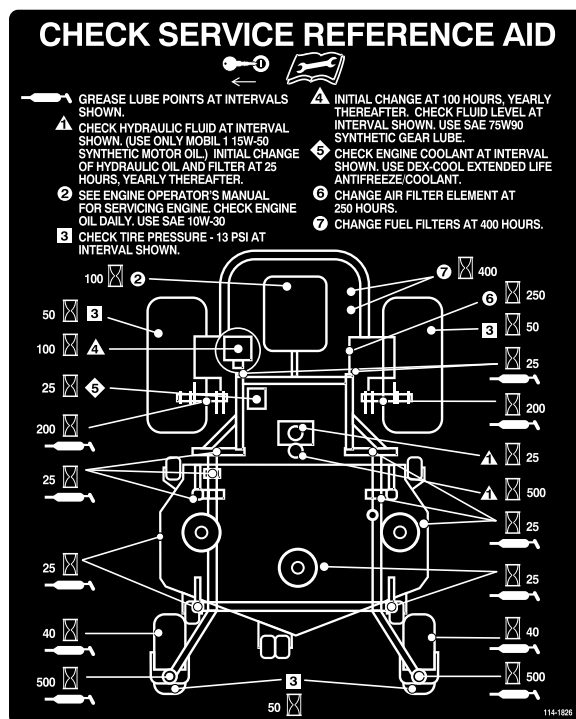 CHECK SERVICE REFERENCE AID
GREASE LUBE POINTS AT INTERVALS
SHOWN.
1 CHECK HYDRAULIC FLUID AT INTERVAL
SHOWN. (USE ONLY MOBIL 1 15W-50
SYNTHETIC MOTOR OIL.) INITIAL CHANGE
OF HYDRAULIC OIL AND FILTER AT 25
HOURS, YEARLY THEREAFTER.
2 SEE ENGINE OPERATOR'S MANUAL
FOR SERVICING ENGINE. CHECK ENGINE
OIL DAILY. USE SAE 10W-30
3 CHECK TIRE PRESSURE - 13 PSI AT
INTERVAL SHOWN.
4 INITIAL CHANGE AT 100 HOURS, YEARLY
THEREAFTER. CHECK FLUID LEVEL AT
INTERVAL SHOWN. USE SAE 75W90
SYNTHETIC GEAR LUBE.
5 CHECK ENGINE COOLANT AT INTERVAL
SHOWN. USE DEX-COOL EXTENDED LIFE
ANTIFREEZE/COOLANT.
6 CHANGE AIR FILTER ELEMENT AT
250 HOURS.
7 CHANGE FUEL FILTERS AT 400 HOURS.
100 2
7 400
6 250
50 3
3 50
100 4
25
25 5
200
200
1 25
25
1 500
25
25
25
40
40
500
500
3
50
114-1826